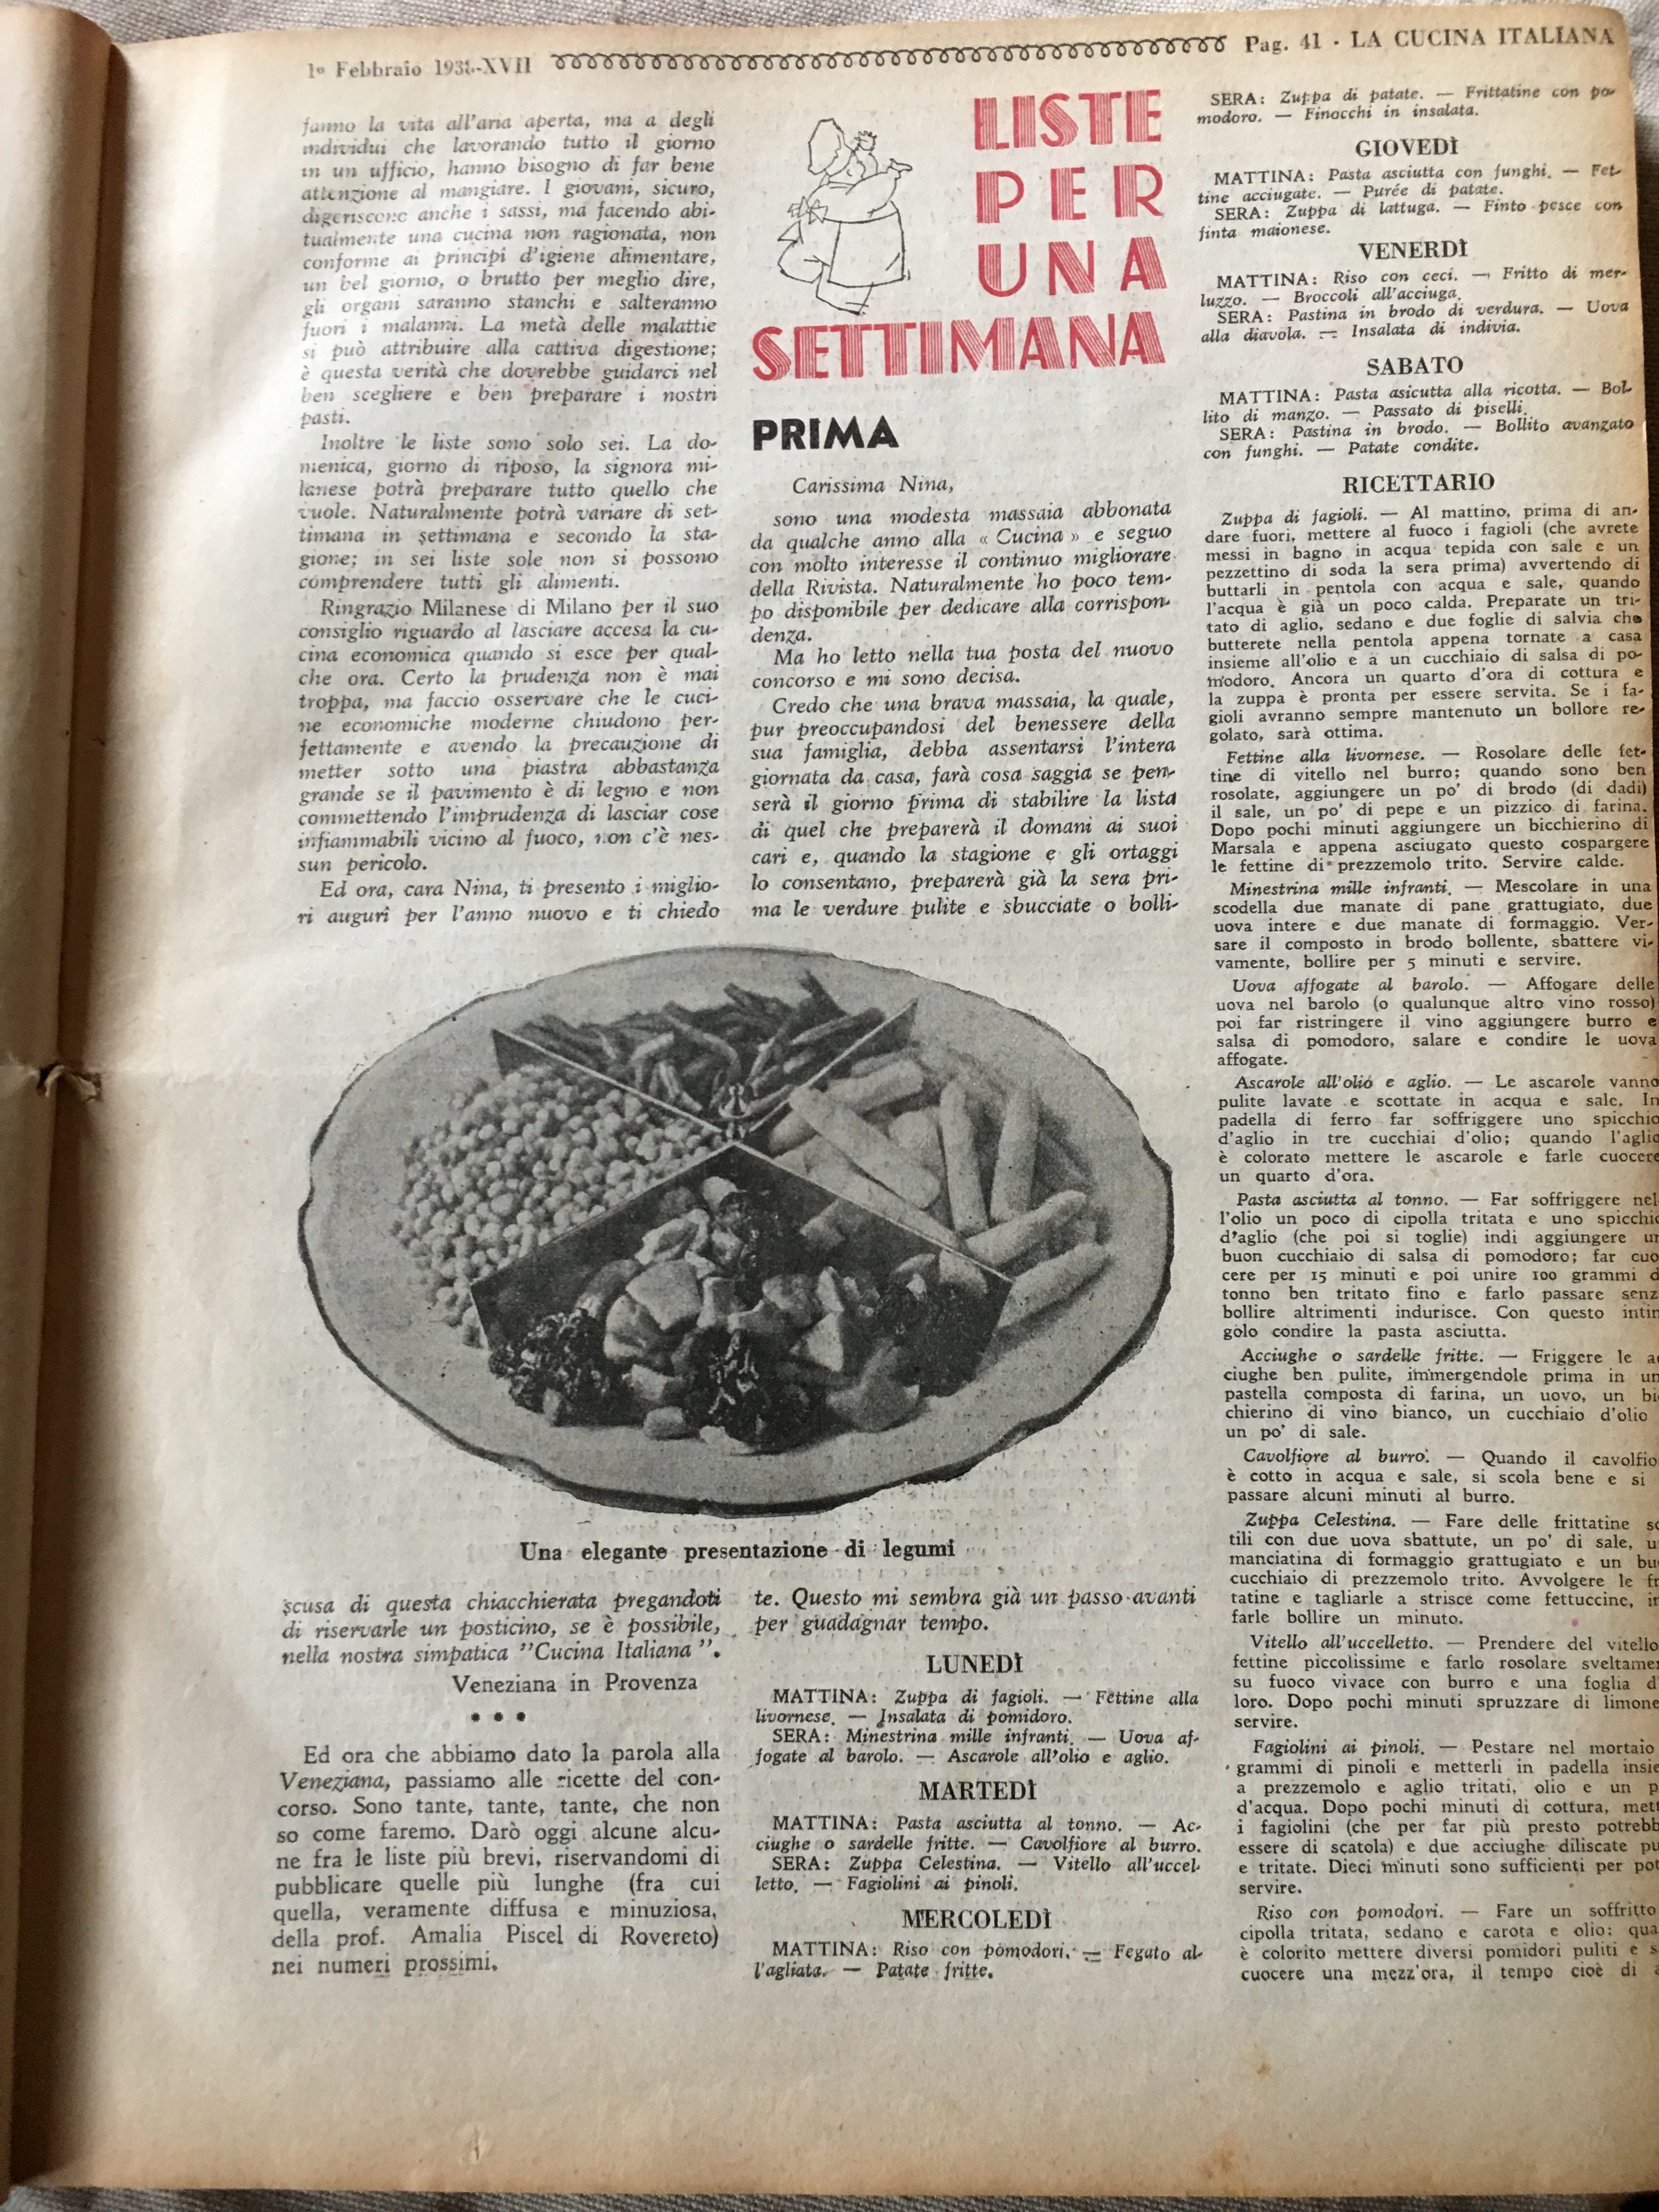 1º Febbraio 1938-XVII
Pag. 41 · LA CUCINA ITALIANA
fanno la vita all'aria aperta, ma a degli
individui che lavorando tutto il giorno
in un ufficio, hanno bisogno di far bene
attenzione al mangiare. I giovani, sicuro,
digeriscono anche i sassi, ma facendo abi-
tualmente una cucina non ragionata, non
conforme ai principî d'igiene alimentare,
un bel giorno, o brutto per meglio dire,
gli organi saranno stanchi e salteranno
fuori i malanni. La metà delle malattie
si può attribuire alla cattiva digestione;
è questa verità che dovrebbe guidarci nel
ben scegliere e ben preparare i nostri
pasti.
Inoltre le liste sono solo sei. La do-
menica, giorno di riposo, la signora mi-
lanese potrà preparare tutto quello che
vuole. Naturalmente potrà variare di set-
timana in settimana e secondo la sta-
gione; in sei liste sole non si possono
comprendere tutti gli alimenti.
Ringrazio Milanese di Milano per il suo
consiglio riguardo al lasciare accesa la cu-
cina economica quando si esce per qual-
che ora. Certo la prudenza non è mai
troppa, ma faccio osservare che le cuci-
ne economiche moderne chiudono per-
fettamente e avendo la precauzione di
metter sotto una piastra abbastanza
grande se il pavimento è di legno e non
commettendo l'imprudenza di lasciar cose
infiammabili vicino al fuoco, non c'è nes-
sun pericolo.
Ed ora, cara Nina, ti presento i miglio-
ri auguri per l'anno nuovo e ti chiedo
scusa di questa chiacchierata pregandoti
di riservarle un posticino, se è possibile,
nella nostra simpatica "Cucina Italiana".
Veneziana in Provenza
• • •
Ed ora che abbiamo dato la parola alla
Veneziana, passiamo alle ricette del con-
corso. Sono tante, tante, tante, che non
so come faremo. Darò oggi alcune alcu-
ne fra le liste più brevi, riservandomi di
pubblicare quelle più lunghe (fra cui
quella, veramente diffusa e minuziosa,
della prof. Amalia Piscel di Rovereto)
nei numeri prossimi.
LISTE
PER
UNA
SETTIMANA
PRIMA
Carissima Nina,
sono una modesta massaia abbonata
da qualche anno alla « Cucina » e seguo
con molto interesse il continuo migliorare
della Rivista. Naturalmente ho poco tem-
po disponibile per dedicare alla corrispon-
denza.
Ma ho letto nella tua posta del nuovo
concorso e mi sono decisa.
Credo che una brava massaia, la quale,
pur preoccupandosi del benessere della
sua famiglia, debba assentarsi l'intera
giornata da casa, farà cosa saggia se pen-
serà il giorno prima di stabilire la lista
di quel che preparerà il domani ai suoi
cari e, quando la stagione e gli ortaggi
lo consentano, preparerà già la sera pri-
ma le verdure pulite e sbucciate o bolli-
Una elegante presentazione di legumi
te. Questo mi sembra già un passo avanti
per guadagnar tempo.
LUNEDÌ
MATTINA: Zuppa di fagioli. — Fettine alla
livornese. — Insalata di pomidoro.
SERA: Minestrina mille infranti. — Uova af-
fogate al barolo. — Ascarole all'olio e aglio.
MARTEDÌ
MATTINA: Pasta asciutta al tonno. — Ac-
ciughe o sardelle fritte. — Cavolfiore al burro.
SERA: Zuppa Celestina. — Vitello all'uccel-
letto. — Fagiolini ai pinoli.
MERCOLEDÌ
MATTINA: Riso con pomodori. — Fegato al-
l'agliata. — Patate fritte.
SERA: Zuppa di patate. — Frittatine con po-
modoro. — Finocchi in insalata.
GIOVEDÌ
MATTINA: Pasta asciutta con funghi. — Fet-
tine acciugate. — Purée di patate.
SERA: Zuppa di lattuga. — Finto pesce con
finta maionese.
VENERDÌ
MATTINA: Riso con ceci. — Fritto di mer-
luzzo. — Broccoli all'acciuga.
SERA: Pastina in brodo di verdura. — Uova
alla diavola. — Insalata di indivia.
SABATO
MATTINA: Pasta asicutta alla ricotta. — Bol-
lito di manzo. — Passato di piselli.
SERA: Pastina in brodo. — Bollito avanzato
con funghi. — Patate condite.
RICETTARIO
Zuppa di fagioli. — Al mattino, prima di an-
dare fuori, mettere al fuoco i fagioli (che avrete
messi in bagno in acqua tepida con sale e un
pezzettino di soda la sera prima) avvertendo di
buttarli in pentola con acqua e sale, quando
l'acqua è già un poco calda. Preparate un tri-
tato di aglio, sedano e due foglie di salvia che
butterete nella pentola appena tornate a casa
insieme all'olio e a un cucchiaio di salsa di po-
modoro. Ancora un quarto d'ora di cottura e
la zuppa è pronta per essere servita. Se i fa-
gioli avranno sempre mantenuto un bollore re-
golato, sarà ottima.
Fettine alla livornese. — Rosolare delle fet-
tine di vitello nel burro; quando sono ben
rosolate, aggiungere un po' di brodo (di dadi)
il sale, un po' di pepe e un pizzico di farina.
Dopo pochi minuti aggiungere un bicchierino di
Marsala e appena asciugato questo cospargere
le fettine di prezzemolo trito. Servire calde.
Minestrina mille infranti. — Mescolare in una
scodella due manate di pane grattugiato, due
uova intere e due manate di formaggio. Ver-
sare il composto in brodo bollente, sbattere vi-
vamente, bollire per 5 minuti e servire.
Uova affogate al barolo. — Affogare delle
uova nel barolo (o qualunque altro vino rosso)
poi far ristringere il vino aggiungere burro e
salsa di pomodoro, salare e condire le uova
affogate.
Ascarole all'olio e aglio. — Le ascarole vanno
pulite lavate e scottate in acqua e sale. In
padella di ferro far soffriggere uno spicchio
d'aglio in tre cucchiai d'olio; quando l'aglio
è colorato mettere le ascarole e farle cuocere
un quarto d'ora.
Pasta asciutta al tonno. — Far soffriggere nel
l'olio un poco di cipolla tritata e uno spicchio
d'aglio (che poi si toglie) indi aggiungere un
buon cucchiaio di salsa di pomodoro; far cuo
cere per 15 minuti e poi unire 100 grammi d
tonno ben tritato fino e farlo passare senz
bollire altrimenti indurisce. Con questo intin
golo condire la pasta asciutta.
Acciughe o sardelle fritte. — Friggere le ac
ciughe ben pulite, immergendole prima in un
pastella composta di farina, un uovo, un bic
chierino di vino bianco, un cucchiaio d'olio
un po' di sale.
Cavolfiore al burro. — Quando il cavolfio
è cotto in acqua e sale, si scola bene e si
passare alcuni minuti al burro.
Zuppa Celestina. — Fare delle frittatine so
tili con due uova sbattute, un po' di sale, u
manciatina di formaggio grattugiato e un bu
cucchiaio di prezzemolo trito. Avvolgere le fr
tatine e tagliarle a strisce come fettuccine, in
farle bollire un minuto.
Vitello all'uccelletto. — Prendere del vitello
fettine piccolissime e farlo rosolare sveltamen
su fuoco vivace con burro e una foglia d
loro. Dopo pochi minuti spruzzare di limone
servire.
Fagiolini ai pinoli. — Pestare nel mortaio
grammi di pinoli e metterli in padella insie
a prezzemolo e aglio tritati, olio e un p
d'acqua. Dopo pochi minuti di cottura, mett
i fagiolini (che per far più presto potrebb
essere di scatola) e due acciughe diliscate pu
e tritate. Dieci minuti sono sufficienti per pot
servire.
Riso con pomodori. — Fare un soffritto
cipolla tritata, sedano e carota e olio: qua
è colorito mettere diversi pomidori puliti e s
cuocere una mezz'ora, il tempo cioè di